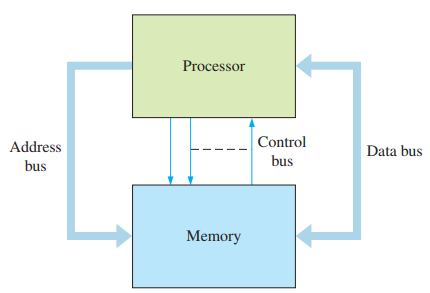 Processor
Address
bus
Control
bus
Data bus
Memory